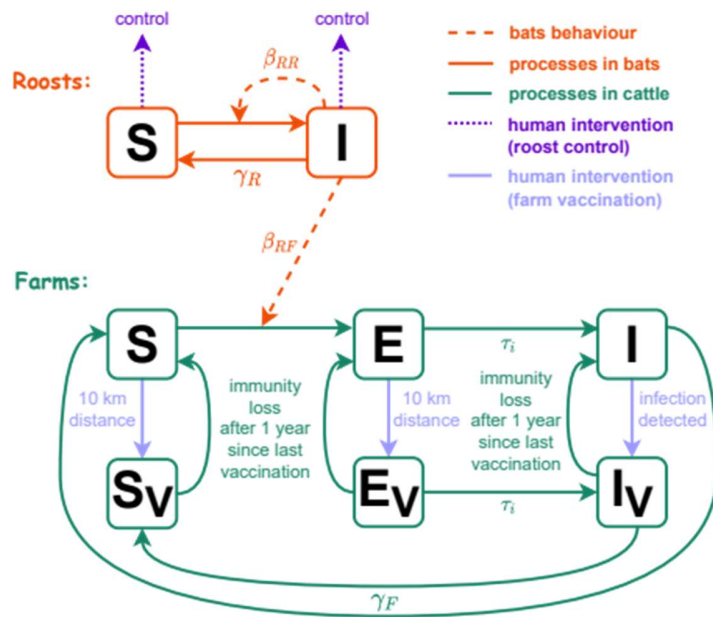 control
control
bats behaviour
processes in bats
processes in cattle
human intervention
(roost control)
human intervention
(farm vaccination)
Roosts:
β_RR
S
I
γ_R
β_RF
Farms:
S
E
I
τ_i
10 km
distance
immunity
loss
after 1 year
since last
vaccination
10 km
distance
immunity
loss
after 1 year
since last
vaccination
infection
detected
S_V
E_V
I_V
τ_i
γ_F